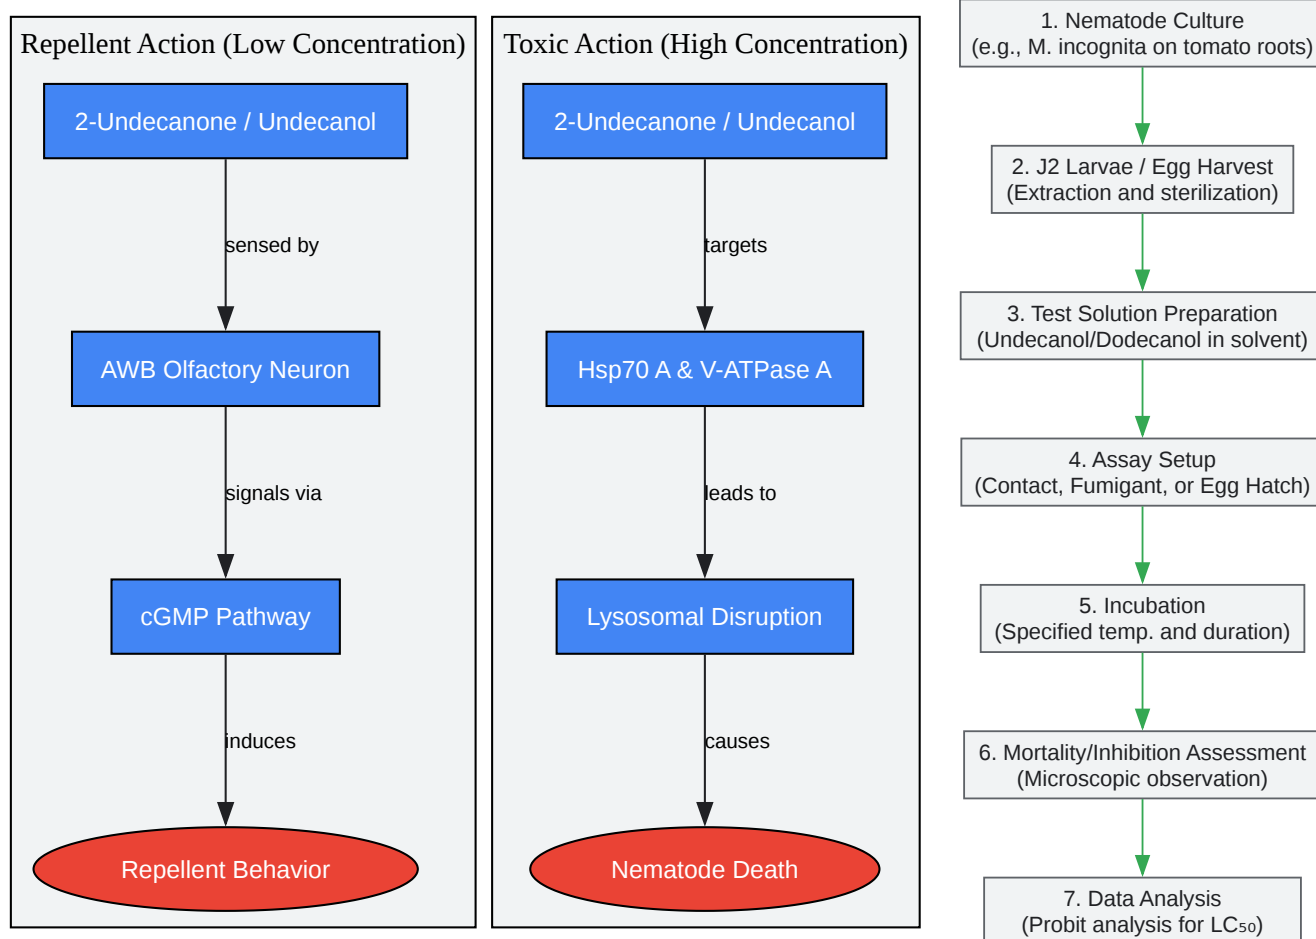 Repellent Action (Low Concentration)
2-Undecanone / Undecanol
sensed by
AWB Olfactory Neuron
signals via
cGMP Pathway
induces
Repellent Behavior
Toxic Action (High Concentration)
2-Undecanone / Undecanol
targets
Hsp70 A & V-ATPase A
leads to
Lysosomal Disruption
causes
Nematode Death
1. Nematode Culture
(e.g., M. incognita on tomato roots)
2. J2 Larvae / Egg Harvest
(Extraction and sterilization)
3. Test Solution Preparation
(Undecanol/Dodecanol in solvent)
4. Assay Setup
(Contact, Fumigant, or Egg Hatch)
5. Incubation
(Specified temp. and duration)
6. Mortality/Inhibition Assessment
(Microscopic observation)
7. Data Analysis
(Probit analysis for LC₅₀)